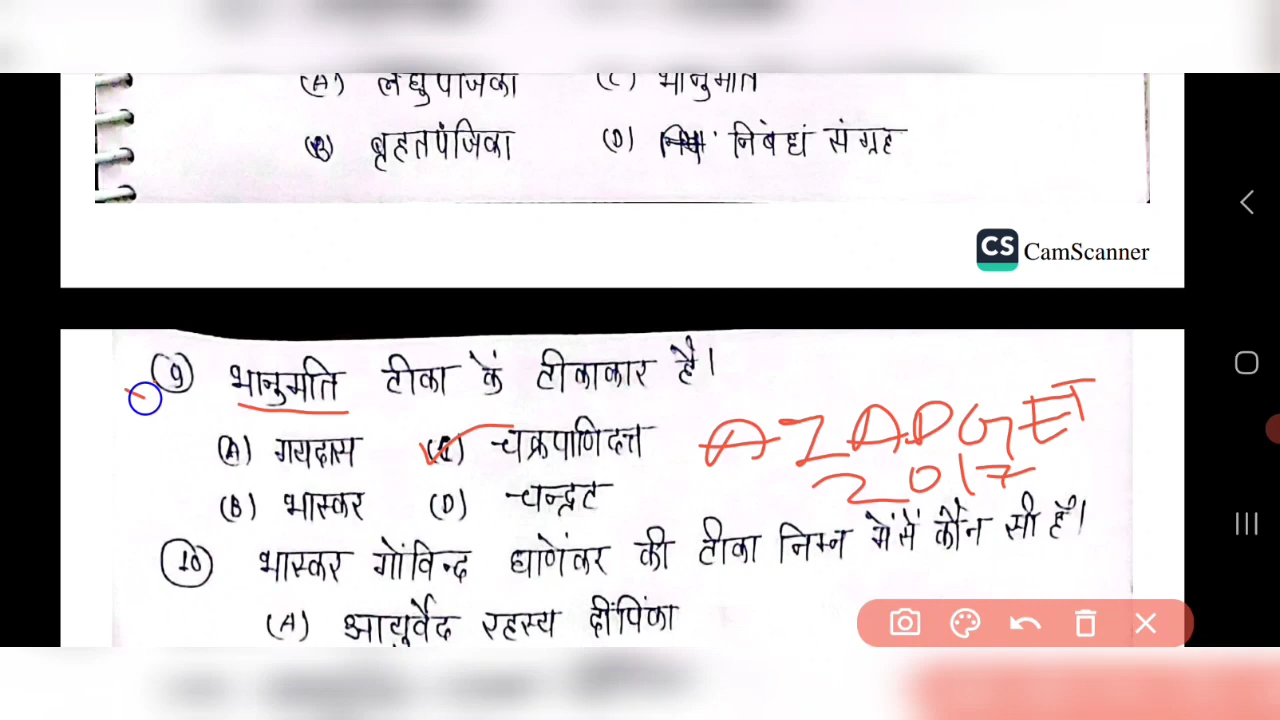 (A) लघुपंजिका (C) भानुमति
(B) बृहतपंजिका (D) निबंध संग्रह
CS CamScanner
(9) भानुमति टीका कें टीकाकार है।
(A) गयदास (C) चक्रपाणिदत्त
(B) भास्कर (D) चन्द्रट
AIAPGET
2017
(10) भास्कर गोंविन्द घाणेंकर की टीका निम्न मेंसें कौन सी हैं।
(A) आयुर्वेद रहस्य दींपिंका